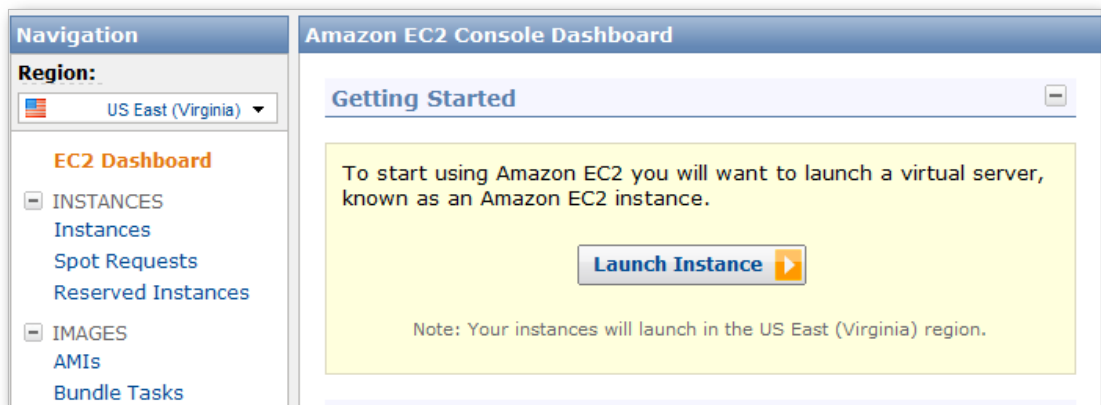 Navigation
Region:
US East (Virginia)
EC2 Dashboard
INSTANCES
Instances
Spot Requests
Reserved Instances
IMAGES
AMIs
Bundle Tasks
Amazon EC2 Console Dashboard
Getting Started
To start using Amazon EC2 you will want to launch a virtual server,
known as an Amazon EC2 instance.
Launch Instance
Note: Your instances will launch in the US East (Virginia) region.